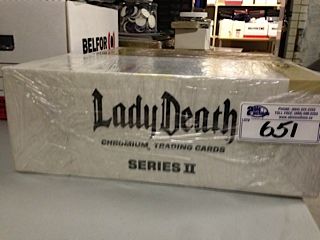 BELFOR
Lady Death
CHROMIUM TRADING CARDS
SERIES II
651